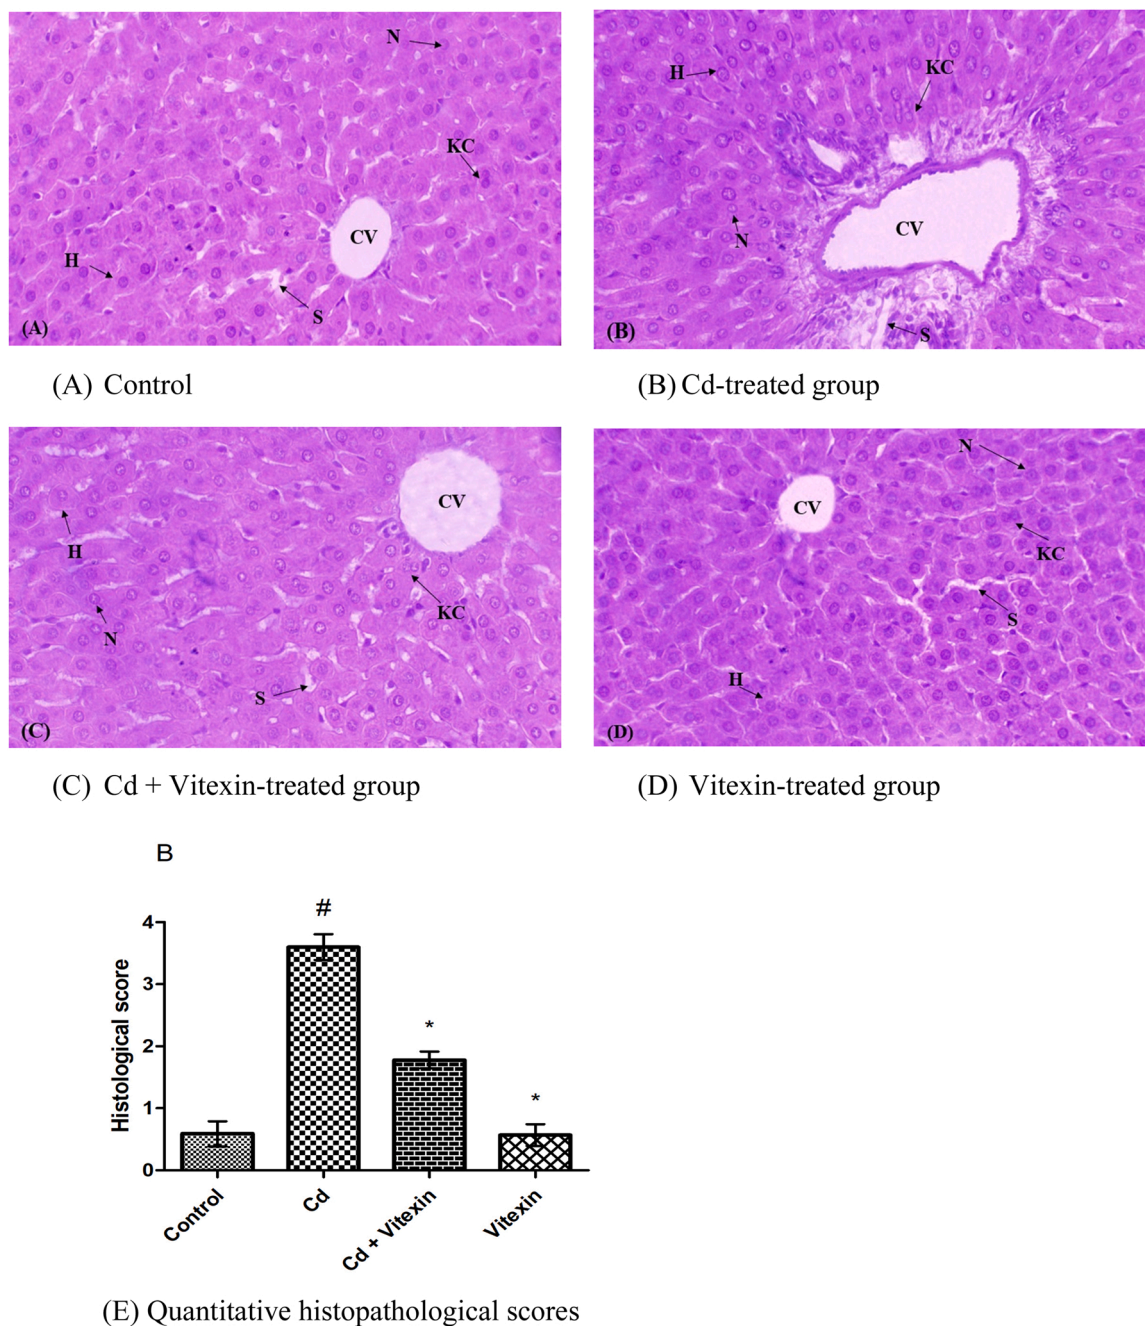 N
KC
CV
H
S
(A)
H
KC
N
CV
S
(B)
(A) Control
(B) Cd-treated group
CV
H
N
KC
S
(C)
N
CV
KC
S
H
(D)
(C) Cd + Vitexin-treated group
(D) Vitexin-treated group
B
Histological score
4
3
2
1
0
#
*
*
Control
Cd
Cd + Vitexin
Vitexin
(E) Quantitative histopathological scores